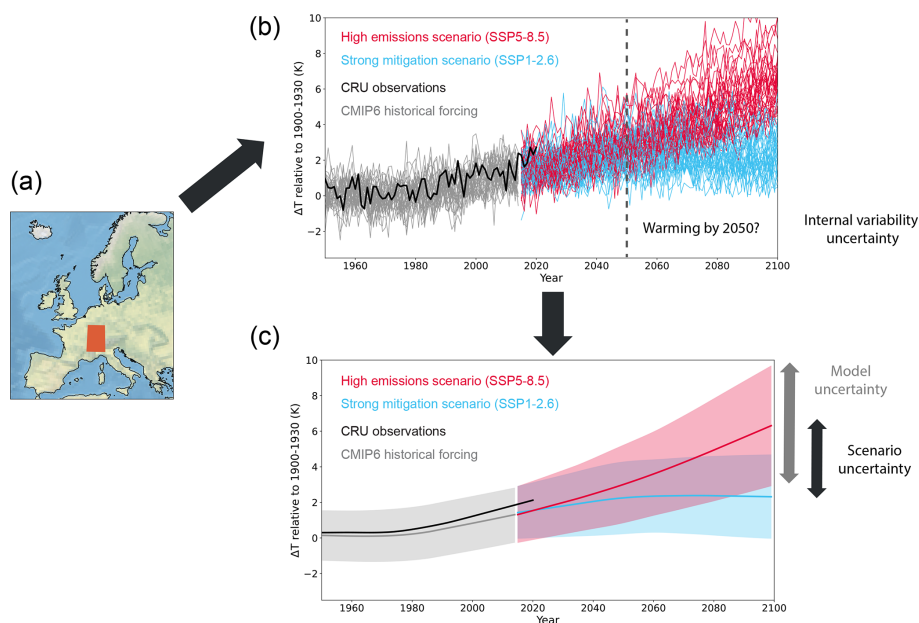 (a)
(b)
ΔT relative to 1900-1930 (K)
10
8
6
4
2
0
−2
High emissions scenario (SSP5-8.5)
Strong mitigation scenario (SSP1-2.6)
CRU observations
CMIP6 historical forcing
Warming by 2050?
1960
1980
2000
2020
2040
2060
2080
2100
Year
Internal variability
uncertainty
(c)
ΔT relative to 1900-1930 (K)
10
8
6
4
2
0
−2
High emissions scenario (SSP5-8.5)
Strong mitigation scenario (SSP1-2.6)
CRU observations
CMIP6 historical forcing
1960
1980
2000
2020
2040
2060
2080
2100
Year
Model
uncertainty
Scenario
uncertainty